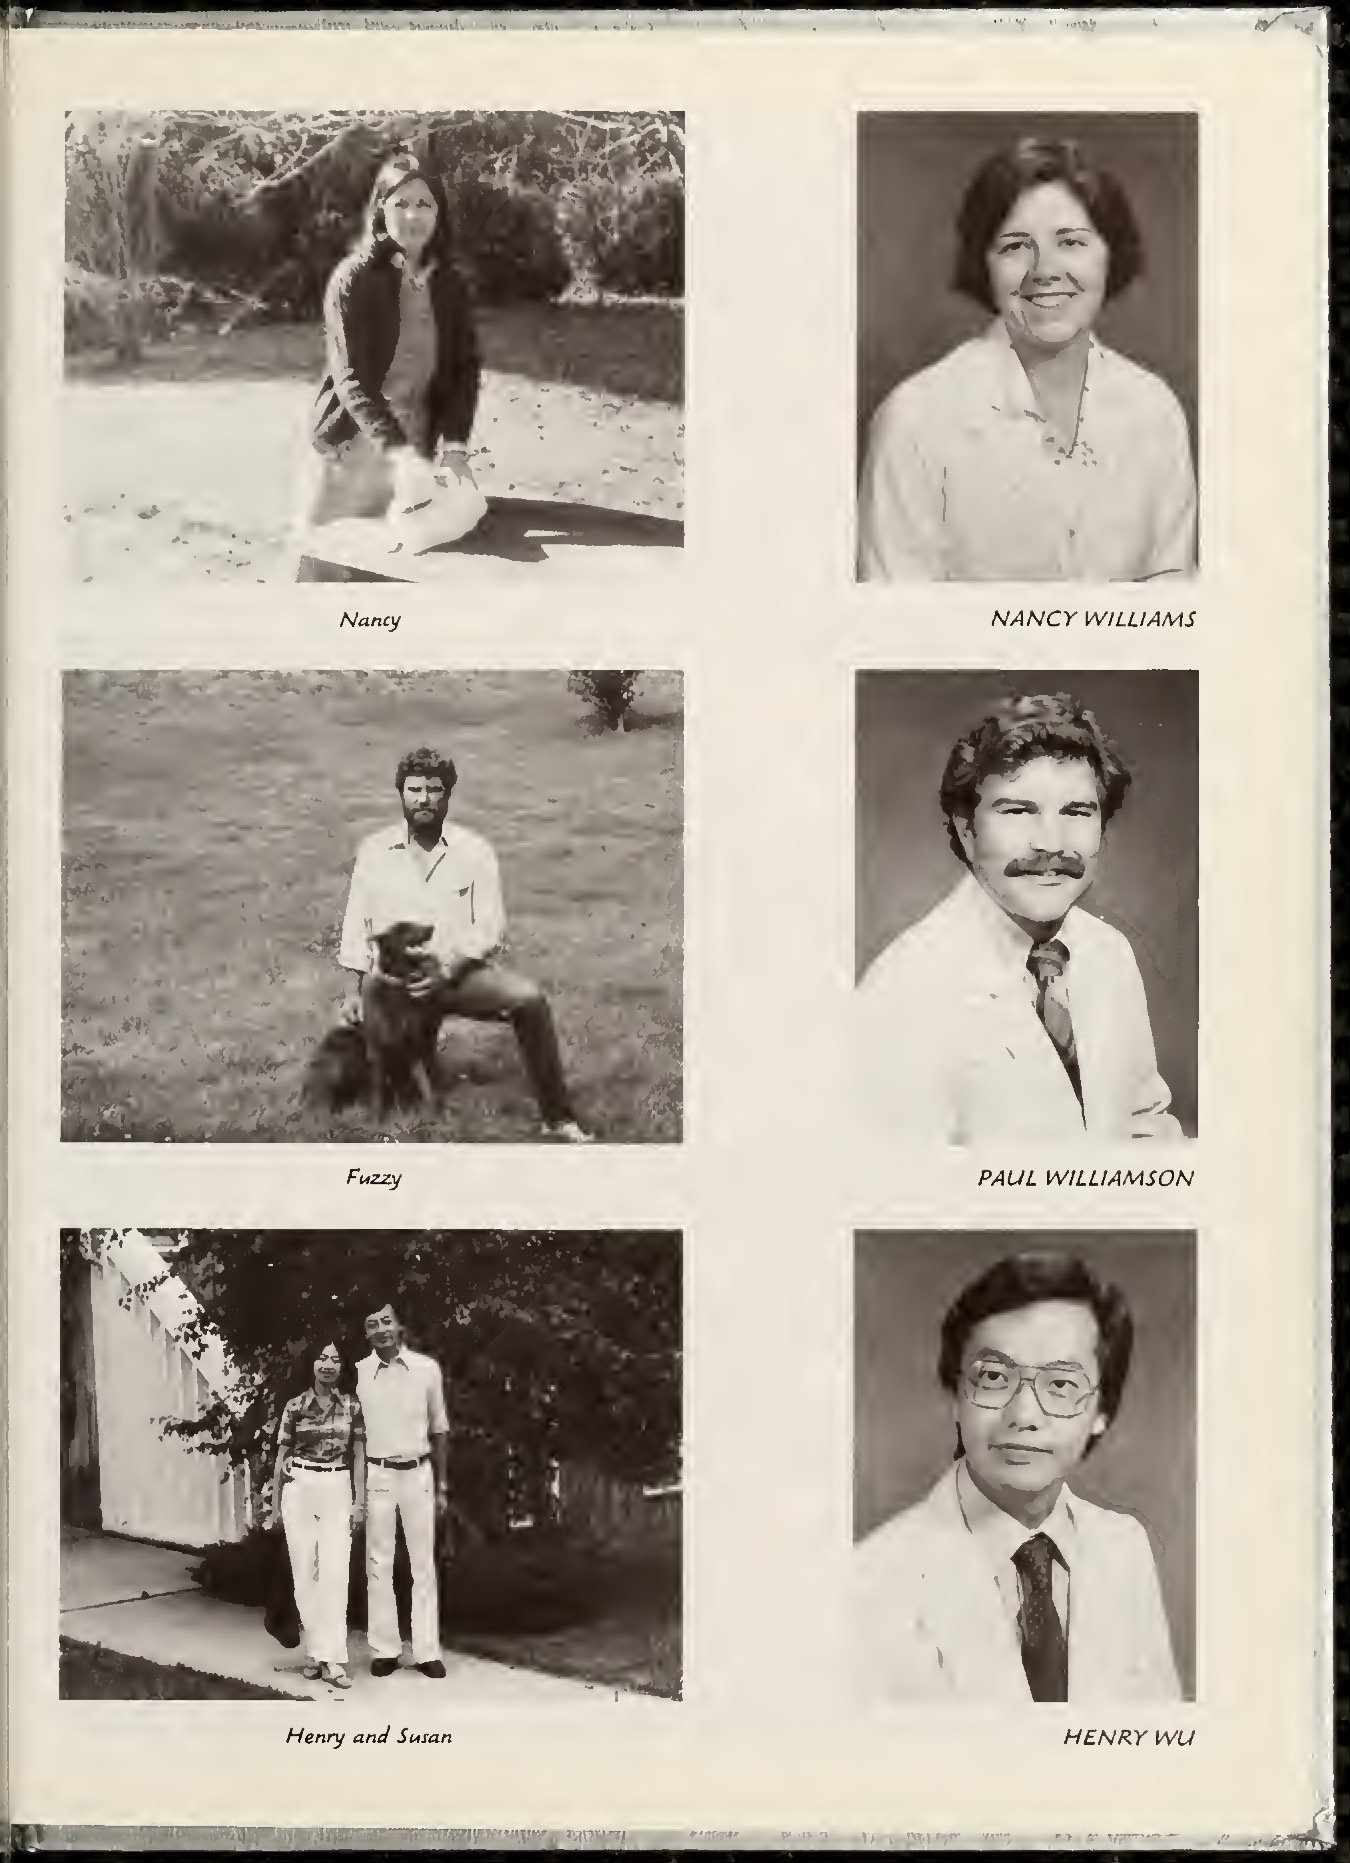 Nancy
NANCY WILLIAMS
Fuzzy
PAUL WILLIAMSON
Henry and Susan
HENRY WU